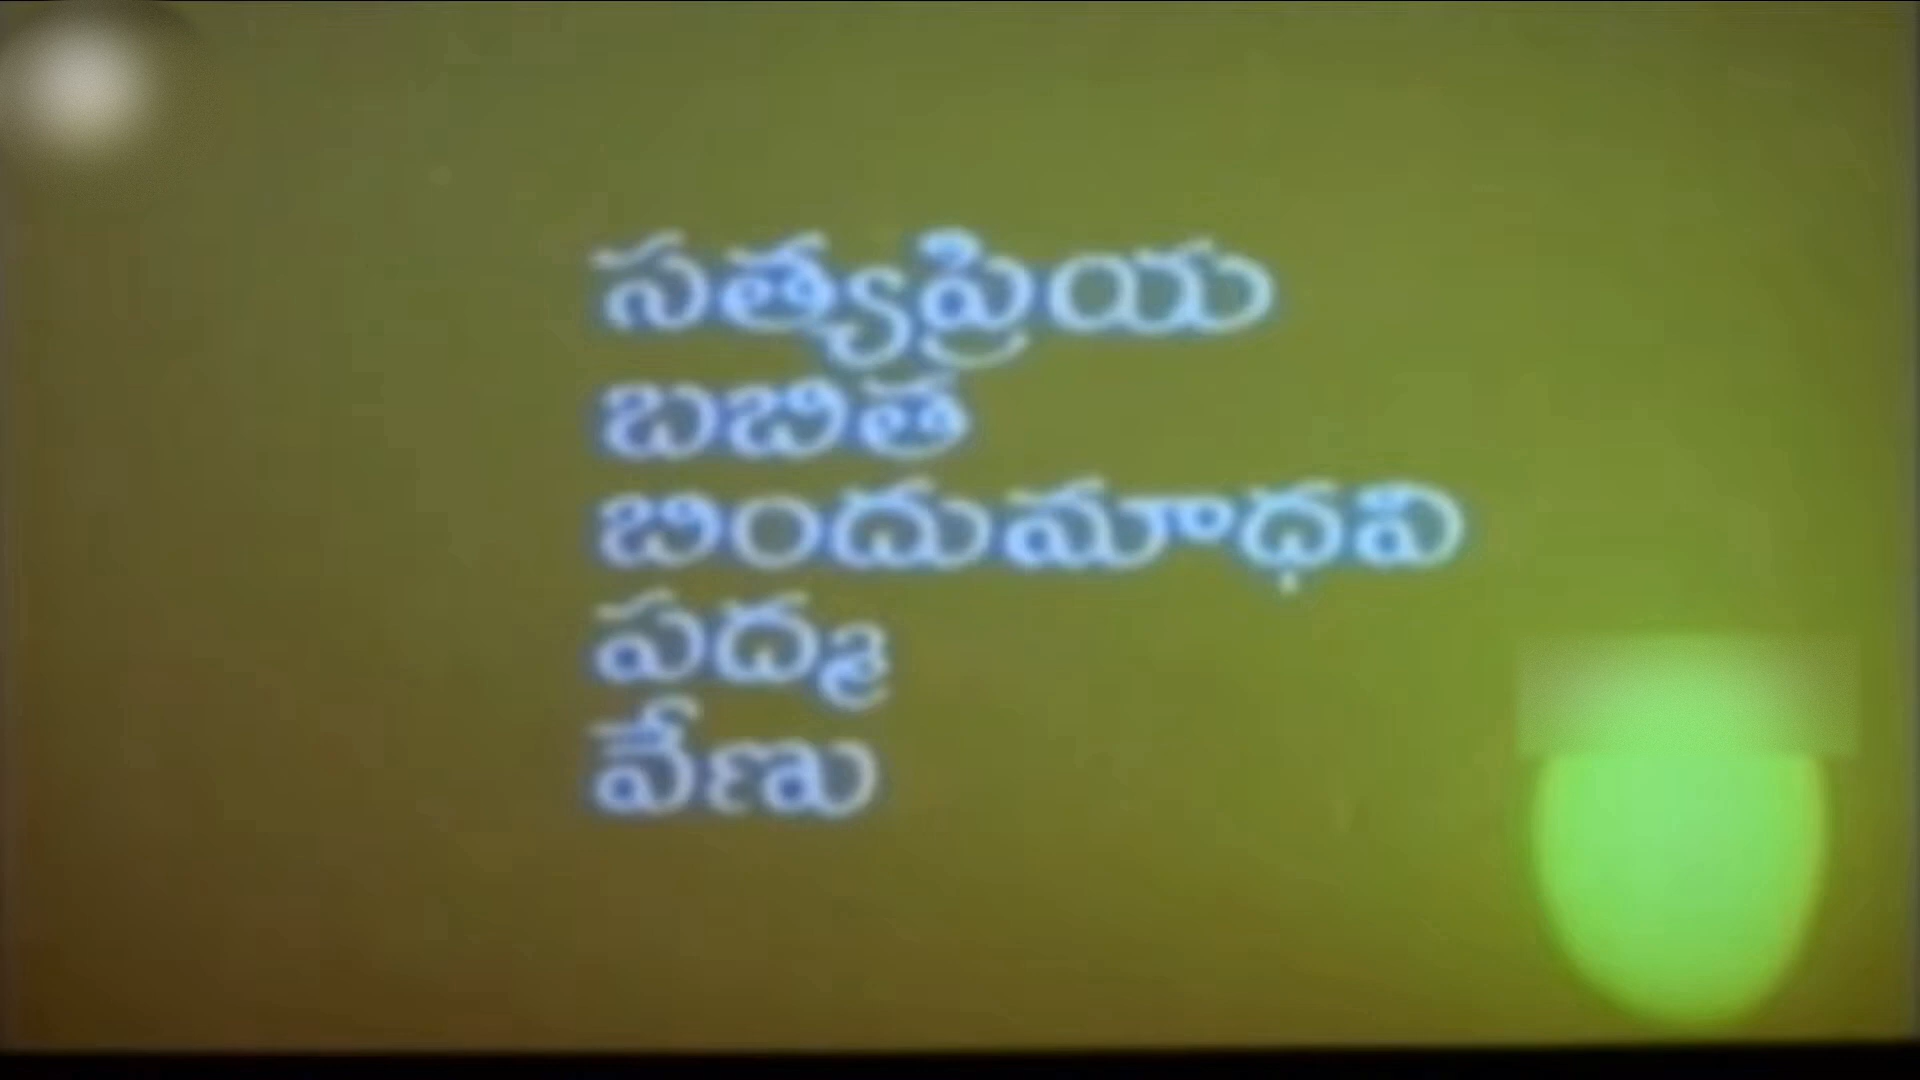 సత్యప్రియ
బబిత
బిందుమాధవి
పద్మ
వేణు